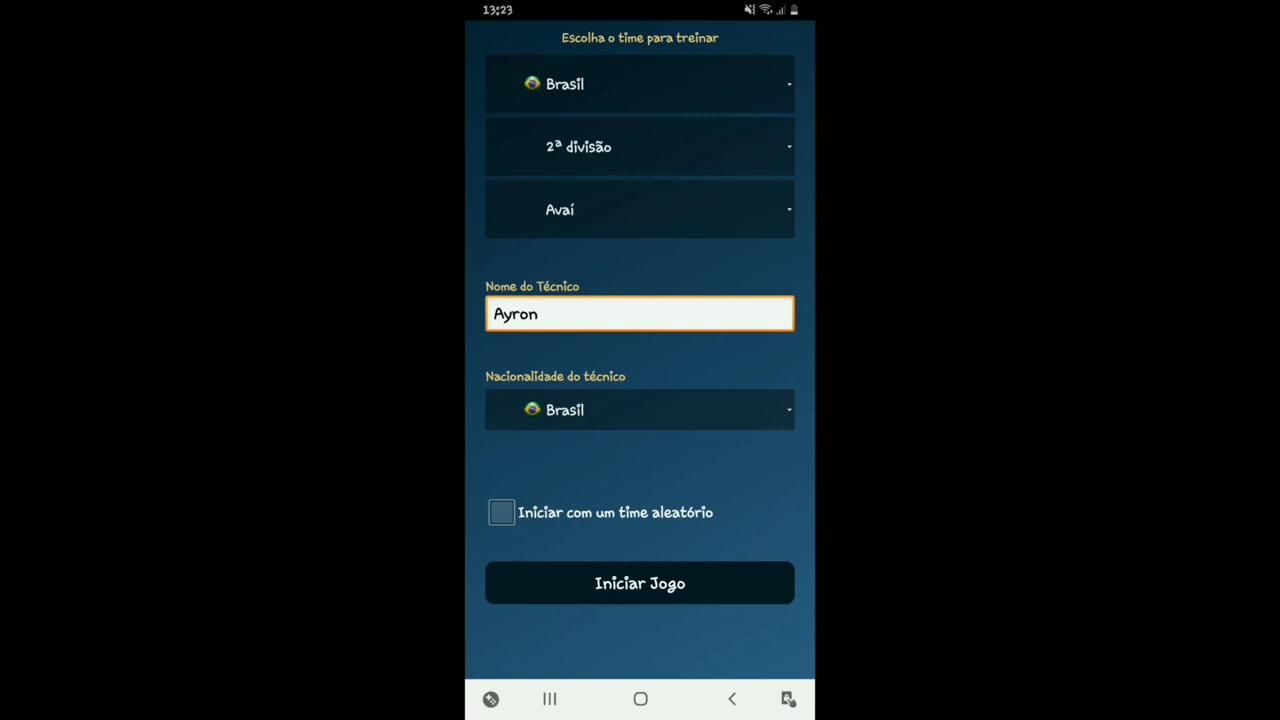 13:23
Escolha o time para treinar
Brasil
2ª divisão
Avaí
Nome do Técnico
Ayron
Nacionalidade do técnico
Brasil
Iniciar com um time aleatório
Iniciar Jogo